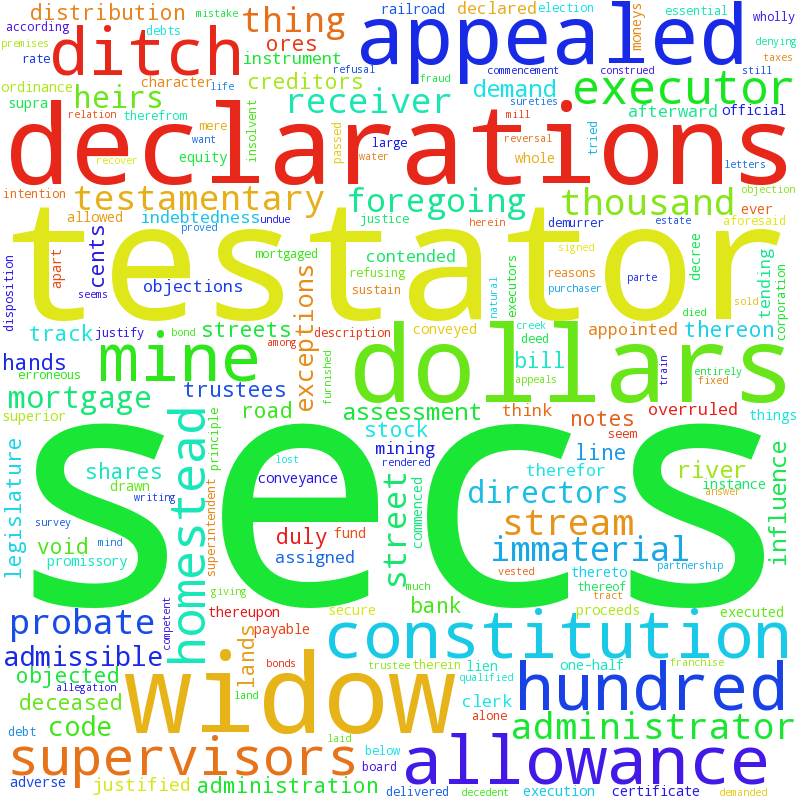 distribution mistake railroad declared election essential moneys wholly
according debts thing appealed
premises ditch ores
rate instrument refusal commencement construed still denying taxes
ordinance character life creditors fraud demand executor
supra heirs receiver sureties afterward official
relation therefrom mere insolvent passed large mill tried
declarations
want reversal letters
recover equity water whole
intention testamentary foregoing thousand objection
allowed indebtedness undue justice herein demurrer estate ever aforesaid
proved signed
testator
disposition apart cents mortgaged contended executors reasons decree tending corporation
seems objections refusing sustain natural purchaser parte
exceptions died sold
track justify bond streets description conveyed creek deed appointed thereon
mine among dollars appeals bill train entirely
hands erroneous furnished fixed
mortgage trustees
superior principle road assessment think notes overruled things
homestead stock seem
secs
legislature shares lost mining line river
drawn conveyance rendered therefor instance influence
writing superintendent street commenced directors answer
survey duly fund stream
void mind assigned immaterial vested partnership
promissory thereto
giving much thereof tract
competent thereupon secure bank proceeds executed
probate payable constitution
admissible lands bonds trustee therein lien one-half franchise
objected allegation widow qualified hundred
deceased land clerk alone
code laid administrator
debt supervisors below allowance
board
adverse justified administration delivered decedent execution certificate demanded